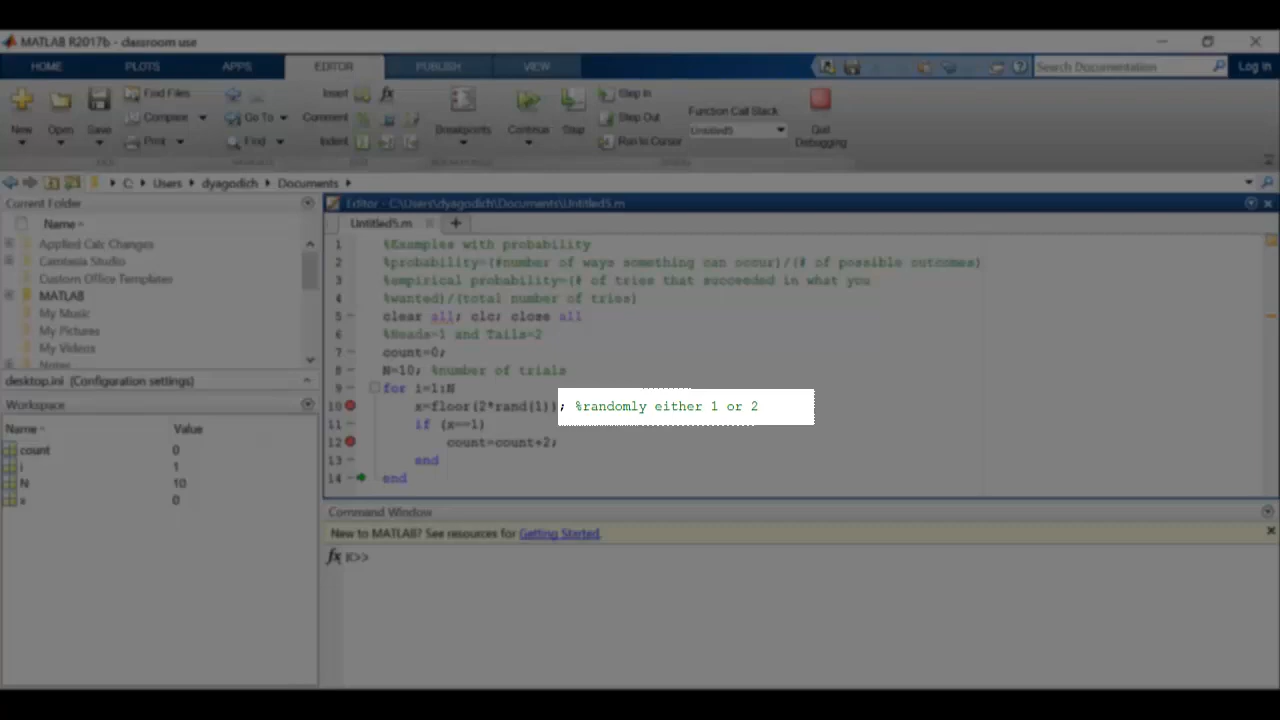 MATLAB R2017b - classroom use
HOME PLOTS APPS EDITOR PUBLISH VIEW Search Documentation Log In
New Open Save Find Files Compare Print Go To Find Insert Comment Indent Breakpoints Continue Step Step In Step Out Run to Cursor Function Call Stack Untitled5 Quit Debugging
C: Users dyagodich Documents
Current Folder
Name
Applied Calc Changes
Camtasia Studio
Custom Office Templates
MATLAB
My Music
My Pictures
My Videos
Notes
desktop.ini (Configuration settings)
Workspace
Name Value
count 0
i 1
N 10
x 0
Editor - C:\Users\dyagodich\Documents\Untitled5.m
Untitled5.m
1 %Examples with probability
2 %probability=(#number of ways something can occur)/(# of possible outcomes)
3 %empirical probability=(# of tries that succeeded in what you
4 %wanted)/(total number of tries)
5 clear all; clc; close all
6 %Heads=1 and Tails=2
7 count=0;
8 N=10; %number of trials
9 for i=1:N
10 x=floor(2*rand(1)); %randomly either 1 or 2
11 if (x==1)
12 count=count+2;
13 end
14 end
Command Window
New to MATLAB? See resources for Getting Started.
fx K>>